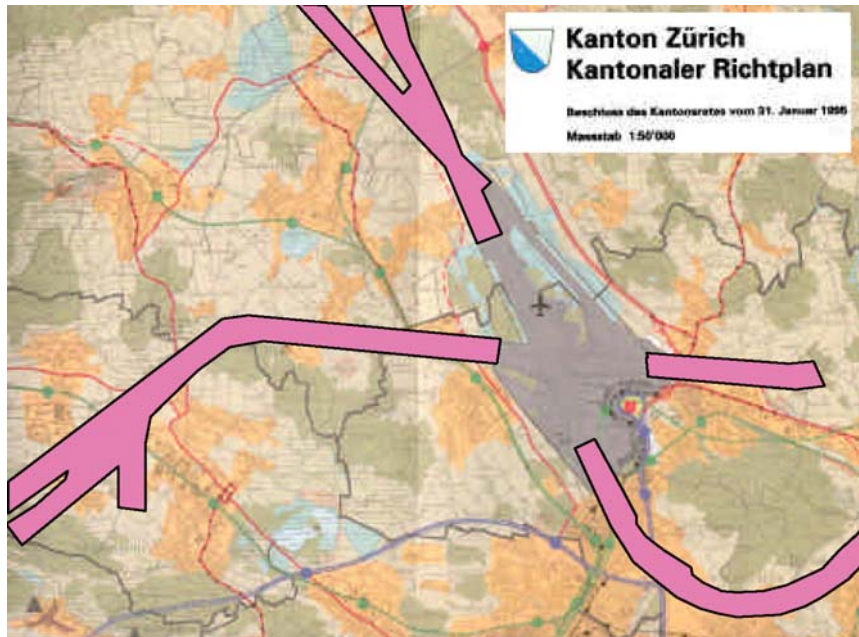 Kanton Zürich
Kantonaler Richtplan
Beschluss des Kantonsrates vom 31. Januar 1995
Massstab 1:50'000